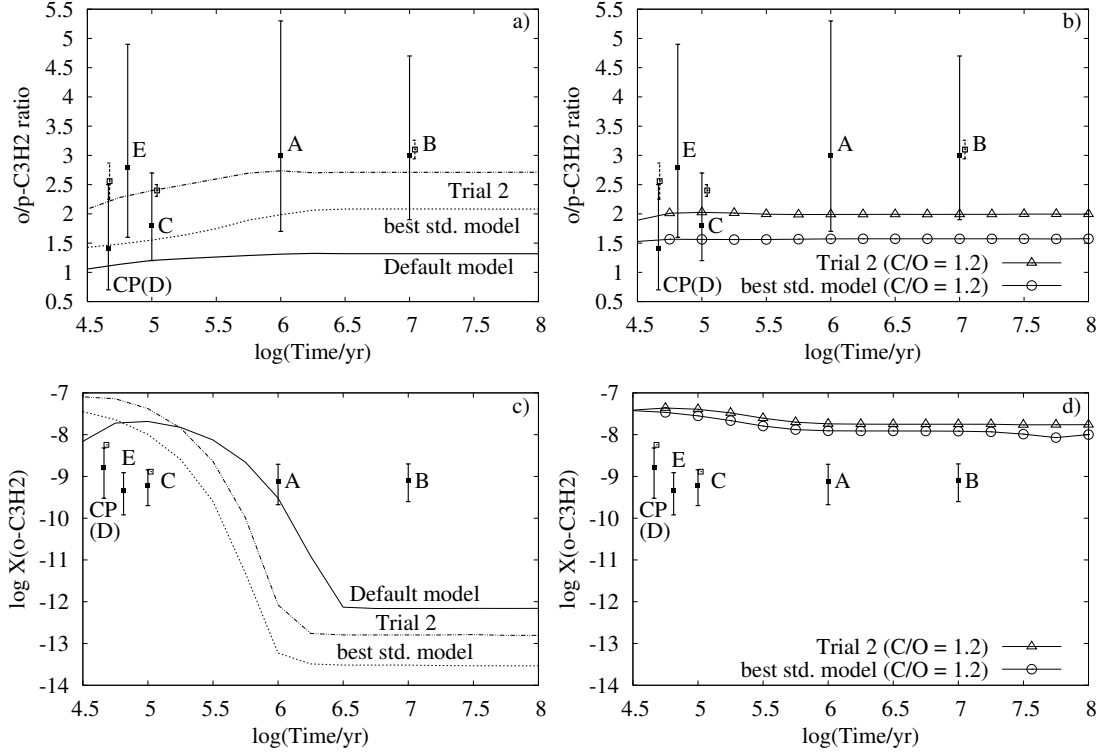 a)
o/p-C3H2 ratio
5.5
5
4.5
4
3.5
3
2.5
2
1.5
1
0.5
E
A
B
C
CP(D)
Trial 2
best std. model
Default model
4.5 5 5.5 6 6.5 7 7.5 8
log(Time/yr)
b)
o/p-C3H2 ratio
5.5
5
4.5
4
3.5
3
2.5
2
1.5
1
0.5
E
A
B
C
CP(D)
Trial 2 (C/O = 1.2)
best std. model (C/O = 1.2)
4.5 5 5.5 6 6.5 7 7.5 8
log(Time/yr)
c)
log X(o-C3H2)
-7
-8
-9
-10
-11
-12
-13
-14
E
C
A
B
CP
(D)
Default model
Trial 2
best std. model
4.5 5 5.5 6 6.5 7 7.5 8
log(Time/yr)
d)
log X(o-C3H2)
-7
-8
-9
-10
-11
-12
-13
-14
E
C
A
B
CP
(D)
Trial 2 (C/O = 1.2)
best std. model (C/O = 1.2)
4.5 5 5.5 6 6.5 7 7.5 8
log(Time/yr)